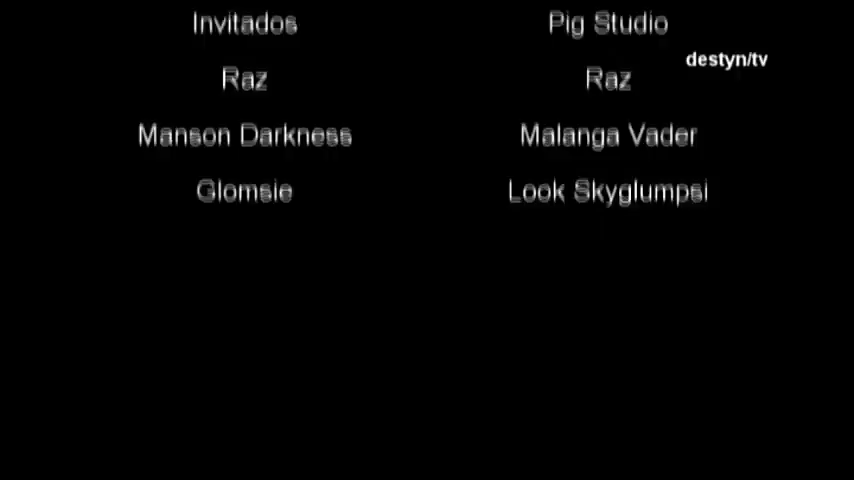 Invitados Pig Studio
destyn/tv
Raz Raz
Manson Darkness Malanga Vader
Glomsie Look Skyglumpsi